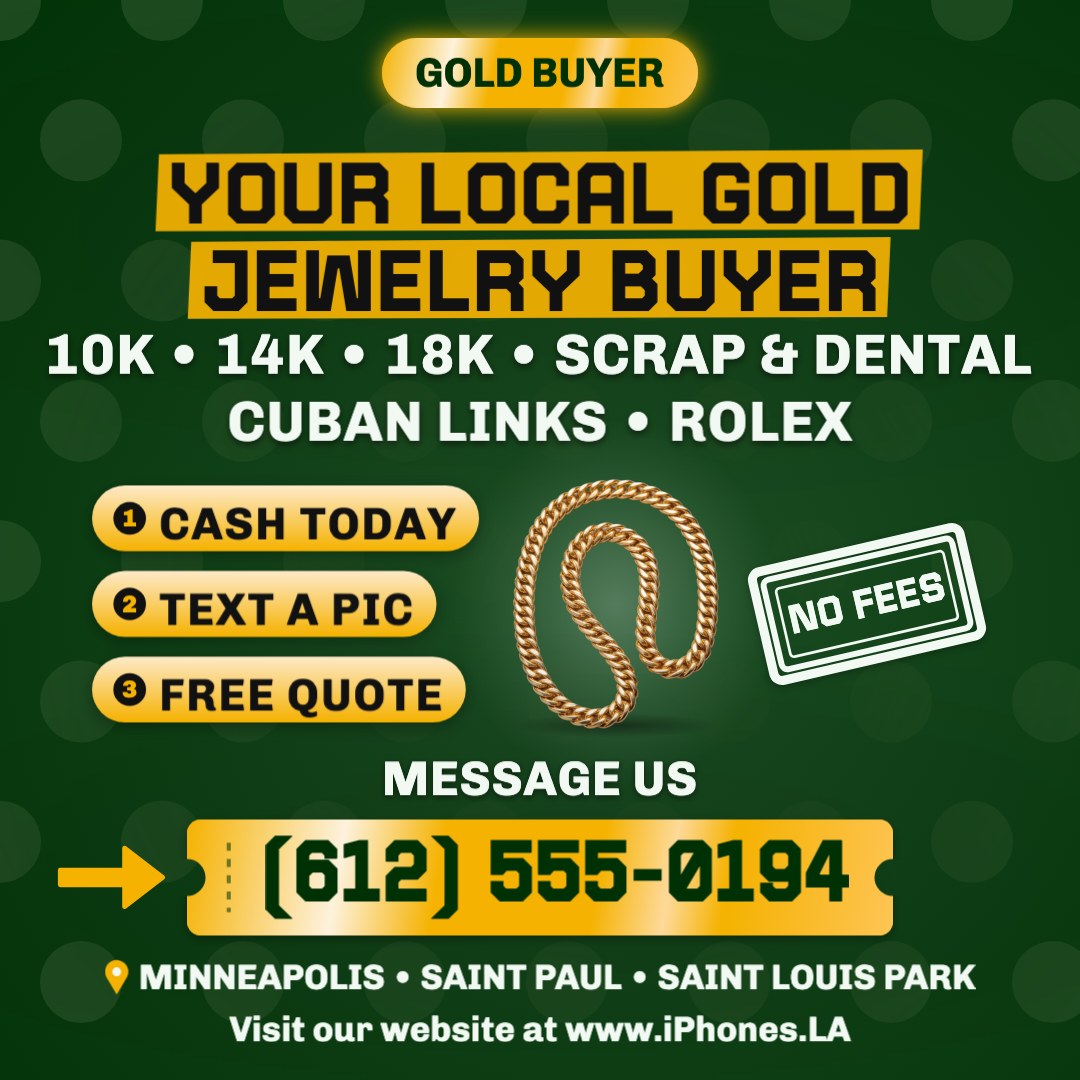 GOLD BUYER
YOUR LOCAL GOLD
JEWELRY BUYER
10K • 14K • 18K • SCRAP & DENTAL
CUBAN LINKS • ROLEX
1 CASH TODAY
2 TEXT A PIC
3 FREE QUOTE
NO FEES
MESSAGE US
(612) 555-0194
MINNEAPOLIS • SAINT PAUL • SAINT LOUIS PARK
Visit our website at www.iPhones.LA